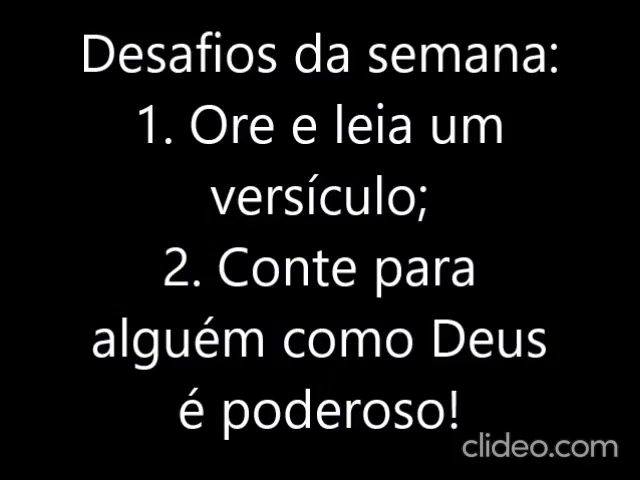 Desafios da semana:
1. Ore e leia um
versículo;
2. Conte para
alguém como Deus
é poderoso!
clideo.com